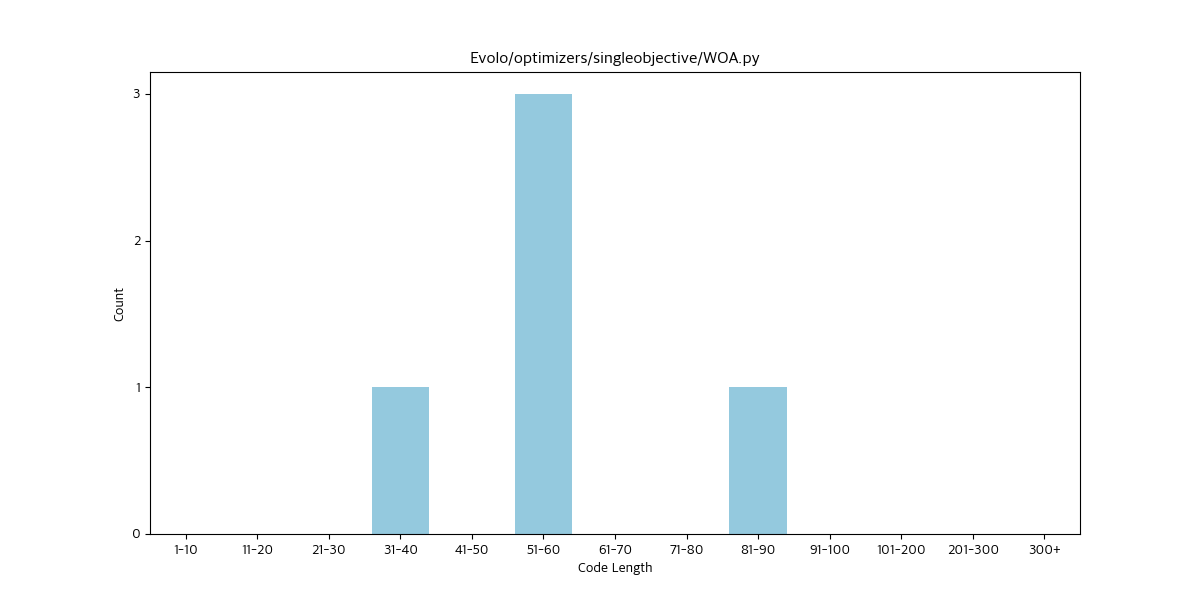 Evolo/optimizers/singleobjective/WOA.py
3
2
1
0
Count
1-10 11-20 21-30 31-40 41-50 51-60 61-70 71-80 81-90 91-100 101-200 201-300 300+
Code Length